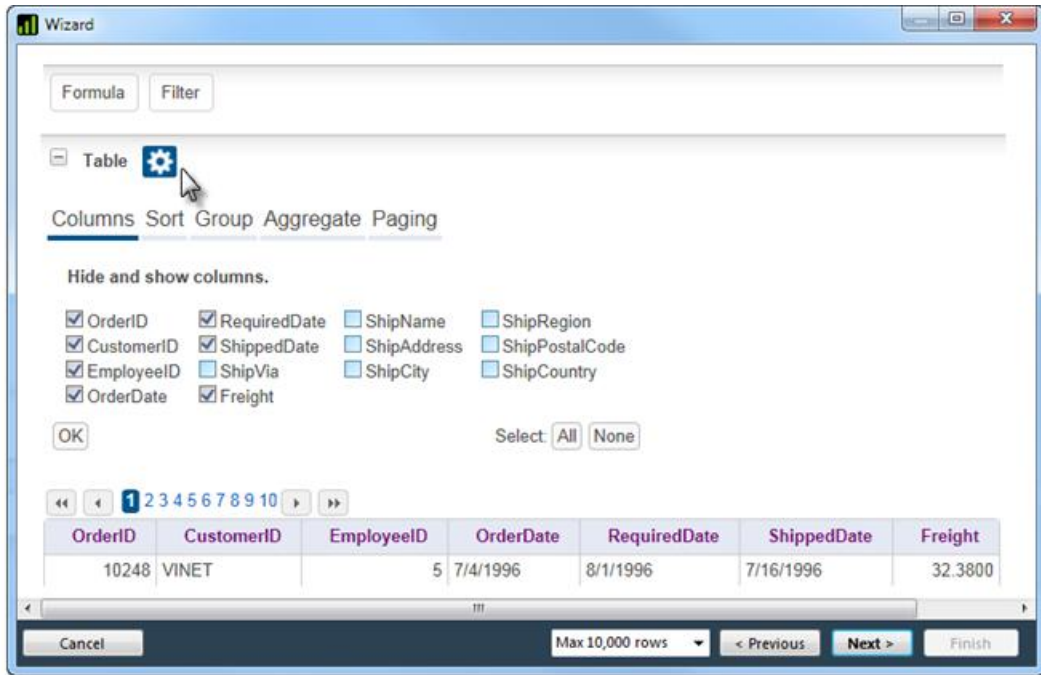 Wizard
Formula Filter
Table
Columns Sort Group Aggregate Paging
Hide and show columns.
OrderID RequiredDate ShipName ShipRegion
CustomerID ShippedDate ShipAddress ShipPostalCode
EmployeeID ShipVia ShipCity ShipCountry
OrderDate Freight
OK Select: All None
1 2 3 4 5 6 7 8 9 10
OrderID CustomerID EmployeeID OrderDate RequiredDate ShippedDate Freight
10248 VINET 5 7/4/1996 8/1/1996 7/16/1996 32.3800
Cancel Max 10,000 rows < Previous Next > Finish